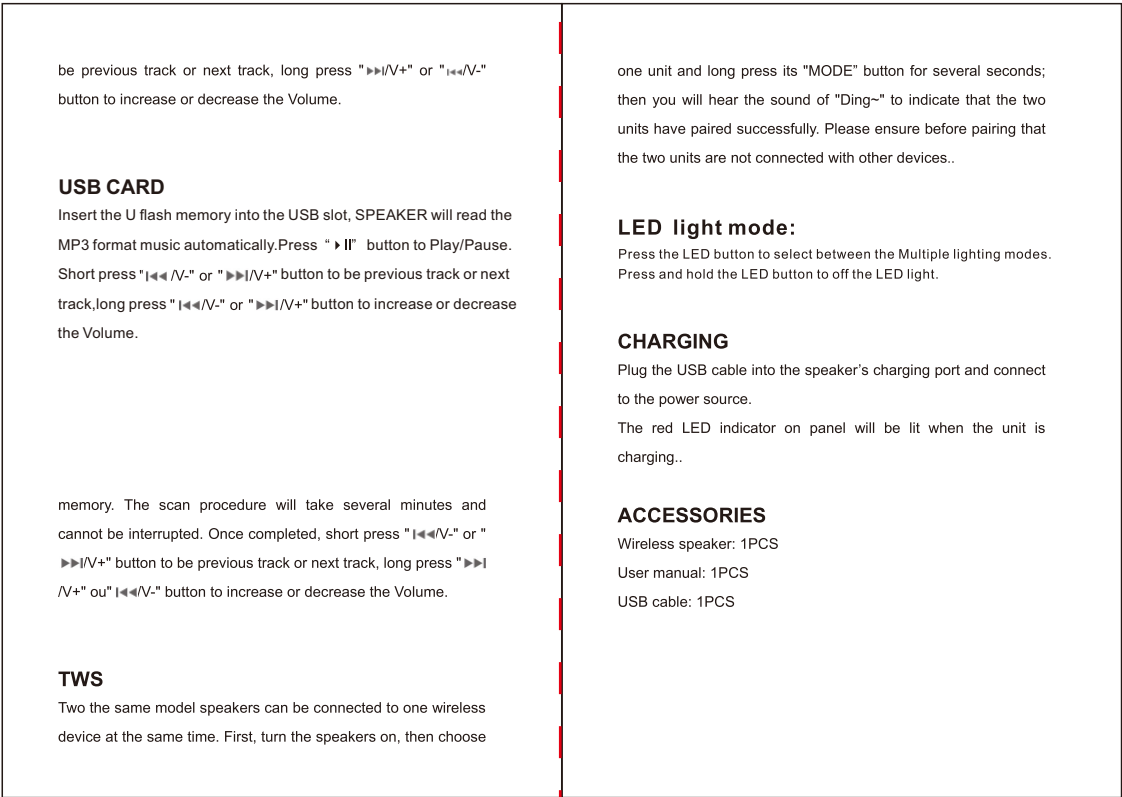 be previous track or next track, long press "⏭/V+" or "⏮/V-"
button to increase or decrease the Volume.
USB CARD
Insert the U flash memory into the USB slot, SPEAKER will read the
MP3 format music automatically.Press “⏯” button to Play/Pause.
Short press "⏮/V-" or "⏭/V+" button to be previous track or next
track,long press "⏮/V-" or "⏭/V+" button to increase or decrease
the Volume.
memory. The scan procedure will take several minutes and
cannot be interrupted. Once completed, short press "⏮/V-" or "
⏭/V+" button to be previous track or next track, long press "⏭
/V+" ou"⏮/V-" button to increase or decrease the Volume.
TWS
Two the same model speakers can be connected to one wireless
device at the same time. First, turn the speakers on, then choose
one unit and long press its "MODE” button for several seconds;
then you will hear the sound of "Ding~" to indicate that the two
units have paired successfully. Please ensure before pairing that
the two units are not connected with other devices..
LED light mode:
Press the LED button to select between the Multiple lighting modes.
Press and hold the LED button to off the LED light.
CHARGING
Plug the USB cable into the speaker’s charging port and connect
to the power source.
The red LED indicator on panel will be lit when the unit is
charging..
ACCESSORIES
Wireless speaker: 1PCS
User manual: 1PCS
USB cable: 1PCS